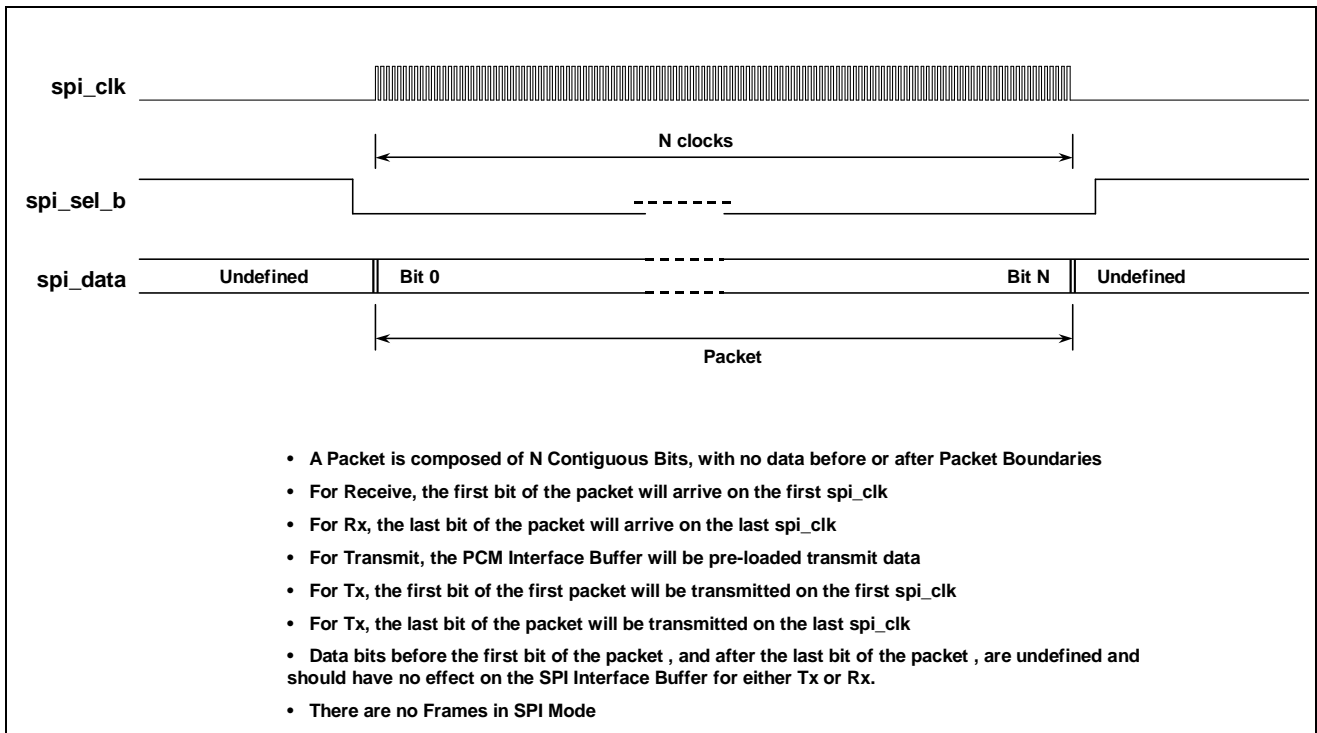 spi_clk
N clocks
spi_sel_b
spi_data
Undefined
Bit 0
Bit N
Undefined
Packet
• A Packet is composed of N Contiguous Bits, with no data before or after Packet Boundaries
• For Receive, the first bit of the packet will arrive on the first spi_clk
• For Rx, the last bit of the packet will arrive on the last spi_clk
• For Transmit, the PCM Interface Buffer will be pre-loaded transmit data
• For Tx, the first bit of the first packet will be transmitted on the first spi_clk
• For Tx, the last bit of the packet will be transmitted on the last spi_clk
• Data bits before the first bit of the packet , and after the last bit of the packet , are undefined and
should have no effect on the SPI Interface Buffer for either Tx or Rx.
• There are no Frames in SPI Mode